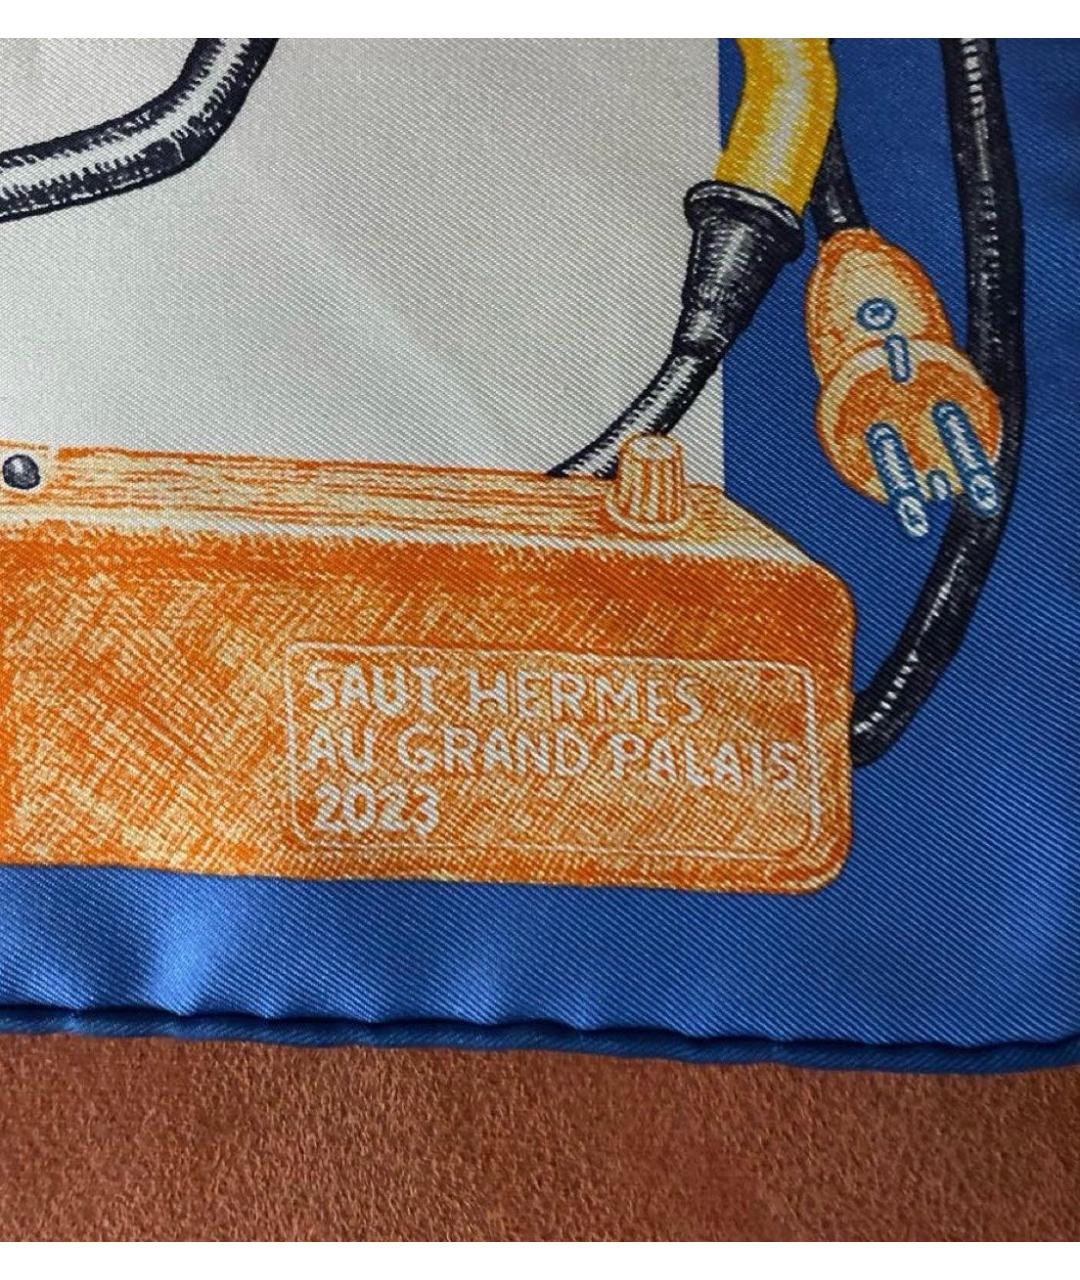 SAUT HERMES
AU GRAND PALAIS
2023